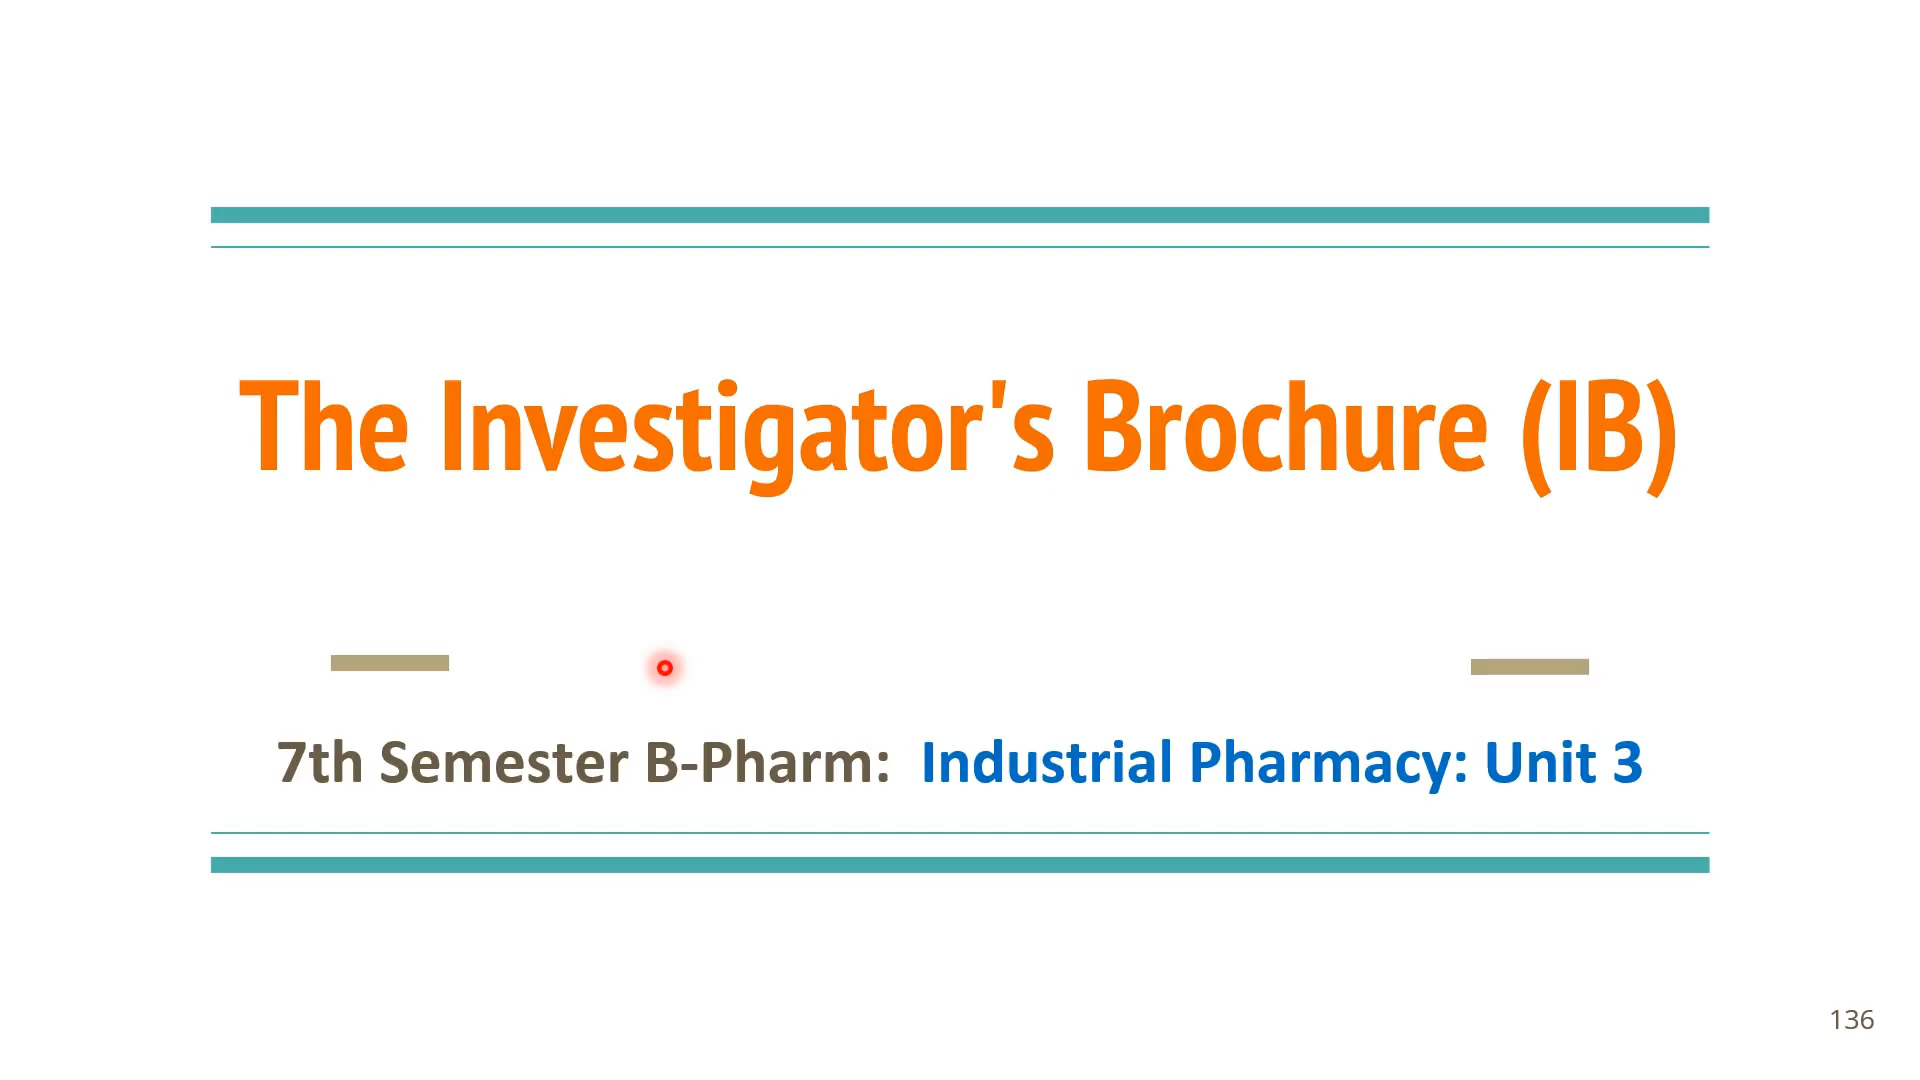 The Investigator's Brochure (IB)
7th Semester B-Pharm: Industrial Pharmacy: Unit 3
136